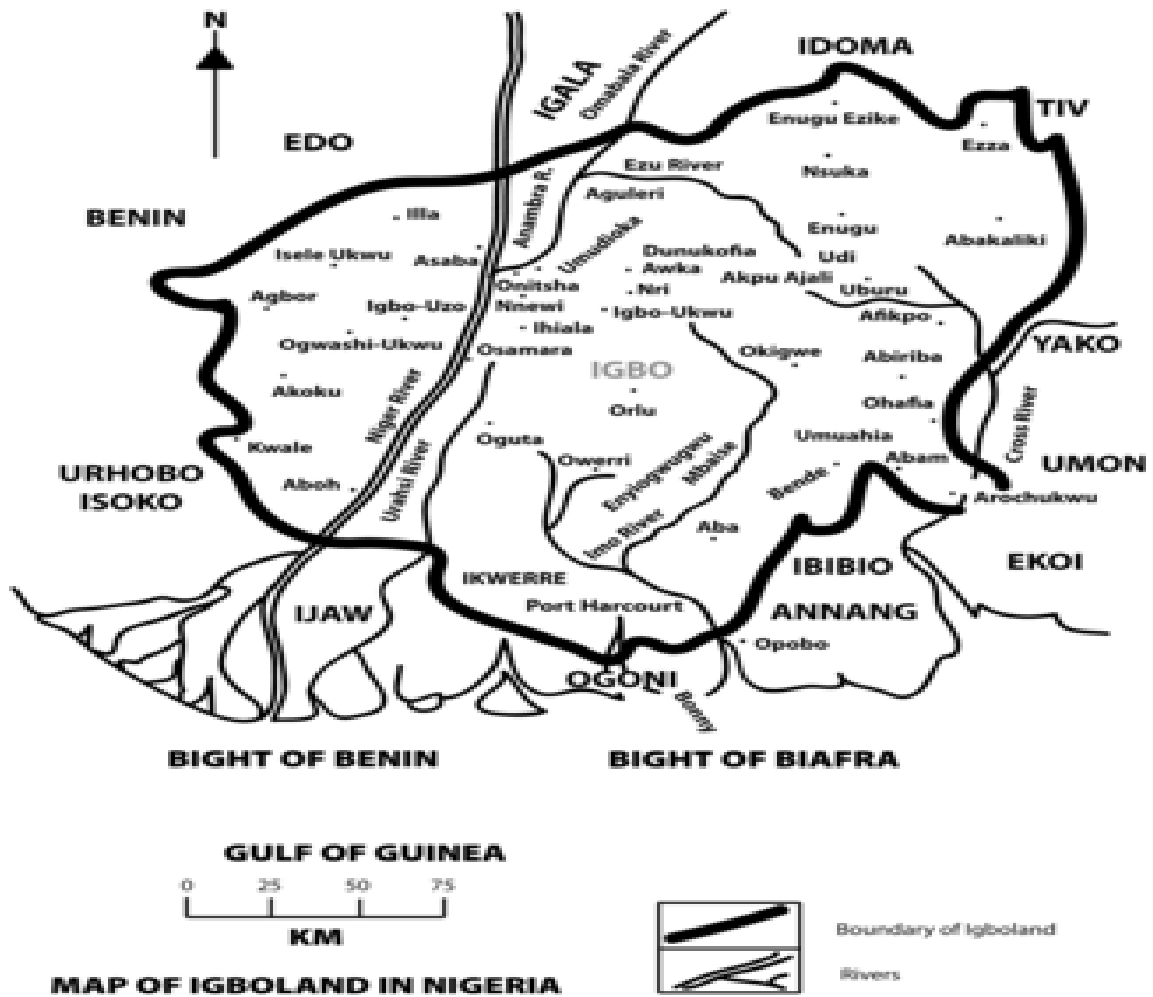 N
IDOMA
IGALA
Omabala River
TIV
Enugu Ezike
EDO
Ezza
Ezu River
Nsuka
Aguleri
Anambra R.
BENIN
Illa
Umudioka
Enugu
Abakaliki
Isele Ukwu
Asaba
Dunukofia
Udi
Awka
Akpu Ajali
Onitsha
Nri
Uburu
Agbor
Igbo-Uzo
Nnewi
Igbo-Ukwu
Afikpo
Ihiala
Ogwashi-Ukwu
Osamara
Okigwe
Abiriba
YAKO
IGBO
Akoku
Orlu
Ohafia
Niger River
Cross River
Kwale
Oguta
Umuahia
Enyiogwugwu
Mbaise
Abam
UMON
URHOBO
ISOKO
Owerri
Bende
Aboh
Urahsi River
Arochukwu
Imo River
Aba
IBIBIO
EKOI
IKWERRE
IJAW
Port Harcourt
ANNANG
Opobo
OGONI
Bonny
BIGHT OF BENIN
BIGHT OF BIAFRA
GULF OF GUINEA
0 25 50 75
KM
MAP OF IGBOLAND IN NIGERIA
Boundary of Igboland
Rivers